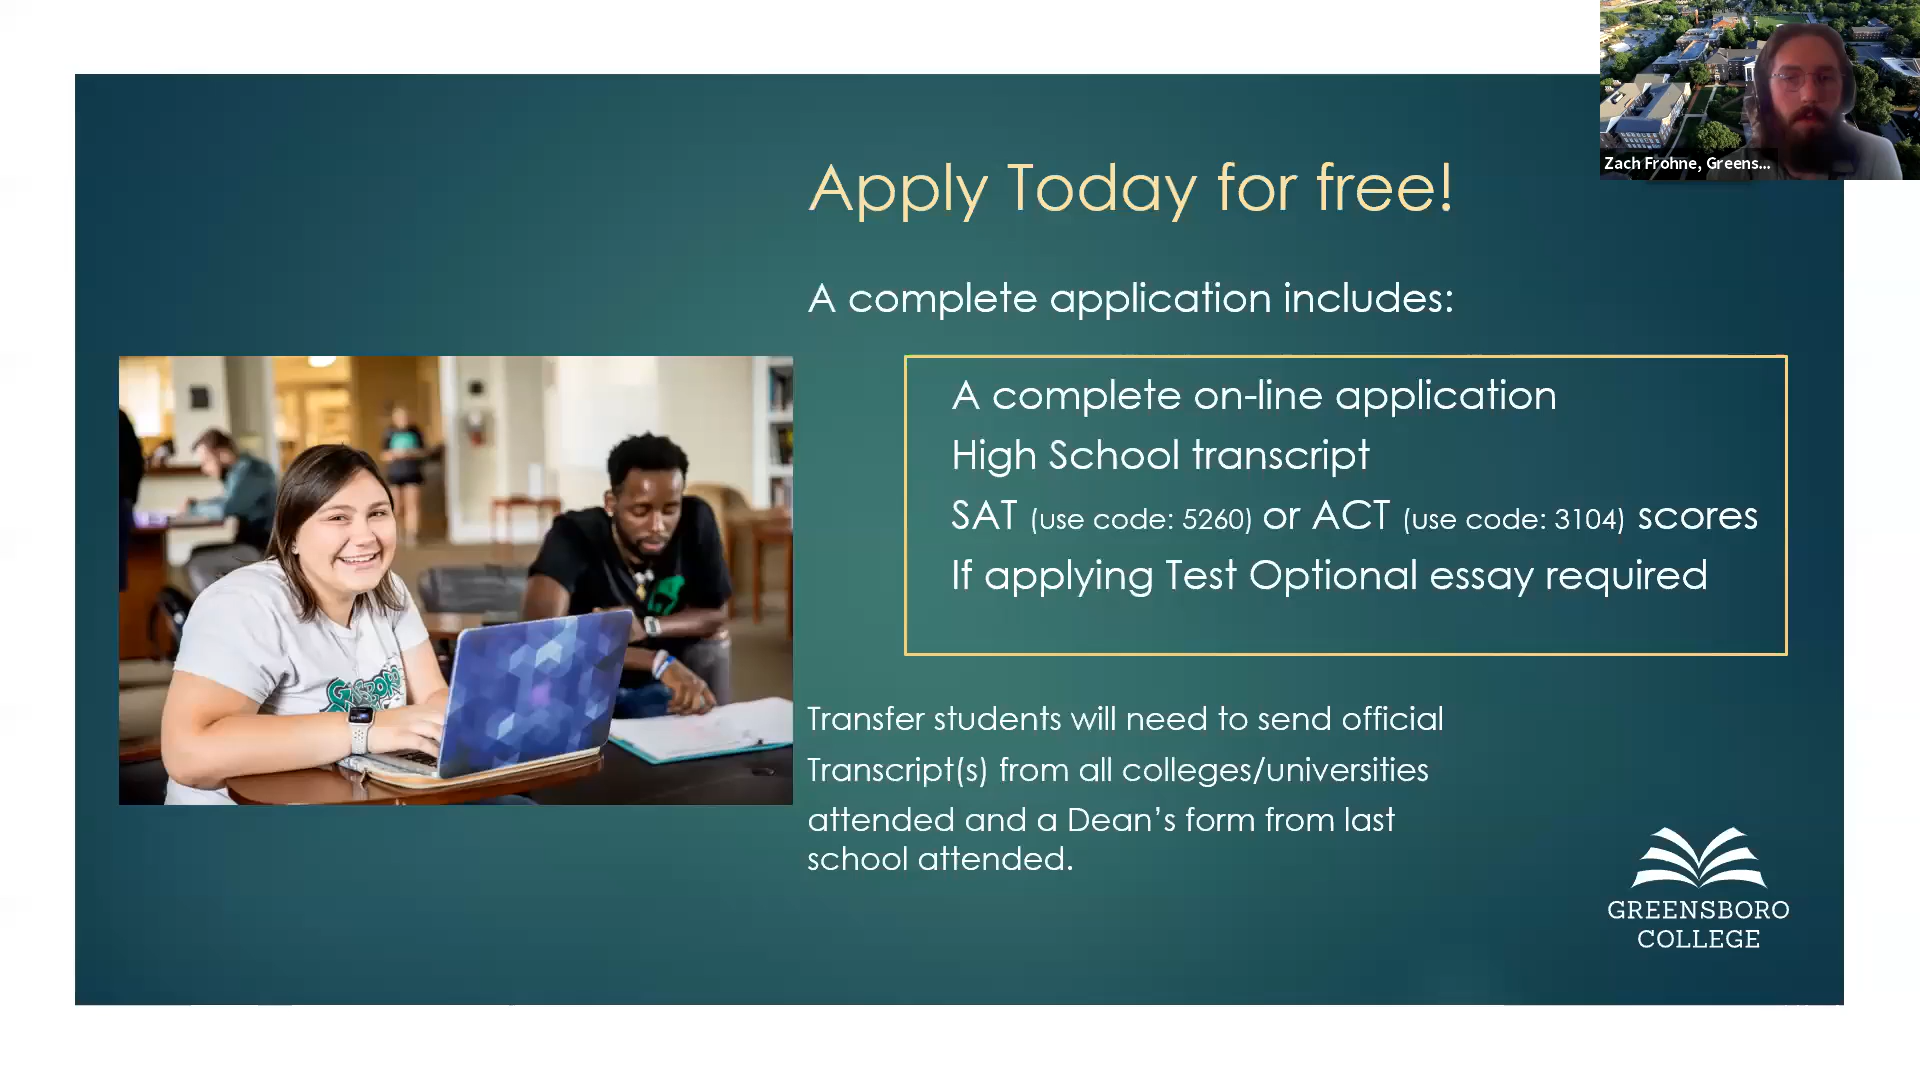 Zach Frohne, Greens...
Apply Today for free!
A complete application includes:
A complete on-line application
High School transcript
SAT (use code: 5260) or ACT (use code: 3104) scores
If applying Test Optional essay required
Transfer students will need to send official
Transcript(s) from all colleges/universities
attended and a Dean’s form from last
school attended.
GREENSBORO
COLLEGE